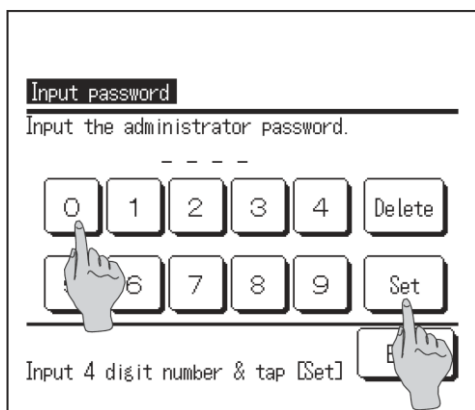 Input password
Input the administrator password.
_ _ _ _
0 1 2 3 4 Delete
6 7 8 9 Set
Input 4 digit number & tap [Set]